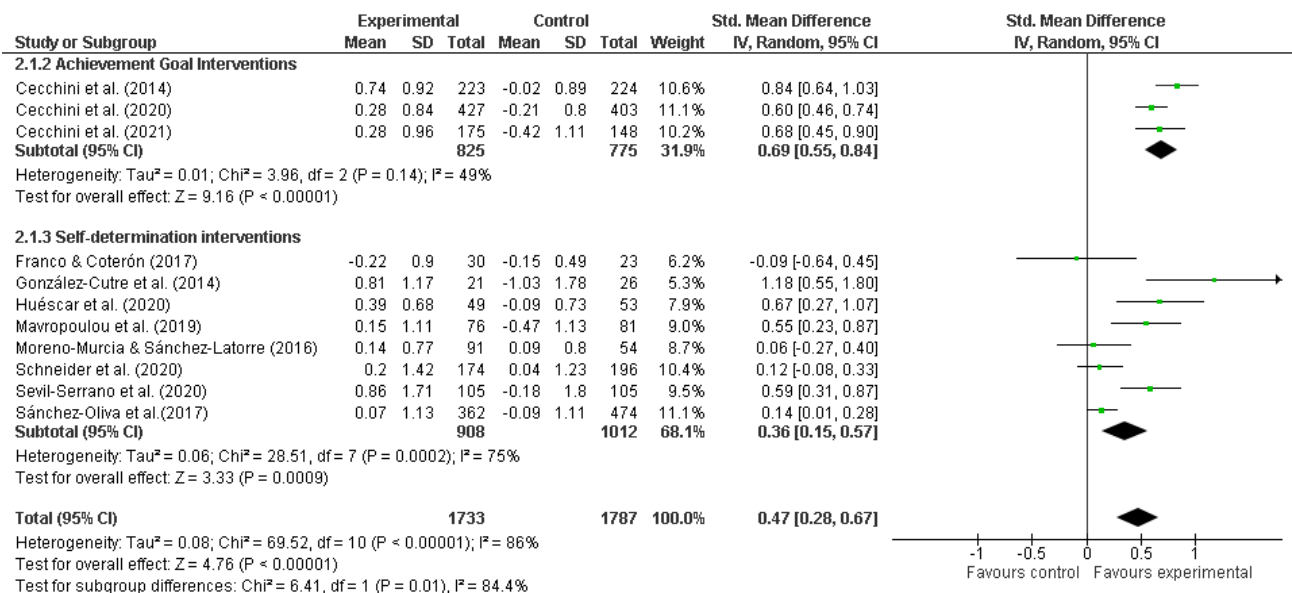 Experimental Control Std. Mean Difference Std. Mean Difference
Study or Subgroup Mean SD Total Mean SD Total Weight IV, Random, 95% CI IV, Random, 95% CI
2.1.2 Achievement Goal Interventions
Cecchini et al. (2014) 0.74 0.92 223 -0.02 0.89 224 10.6% 0.84 [0.64, 1.03]
Cecchini et al. (2020) 0.28 0.84 427 -0.21 0.8 403 11.1% 0.60 [0.46, 0.74]
Cecchini et al. (2021) 0.28 0.96 175 -0.42 1.11 148 10.2% 0.68 [0.45, 0.90]
Subtotal (95% CI) 825 775 31.9% 0.69 [0.55, 0.84]
Heterogeneity: Tau² = 0.01; Chi² = 3.96, df = 2 (P = 0.14); I² = 49%
Test for overall effect: Z = 9.16 (P < 0.00001)
2.1.3 Self-determination interventions
Franco & Coterón (2017) -0.22 0.9 30 -0.15 0.49 23 6.2% -0.09 [-0.64, 0.45]
González-Cutre et al. (2014) 0.81 1.17 21 -1.03 1.78 26 5.3% 1.18 [0.55, 1.80]
Huéscar et al. (2020) 0.39 0.68 49 -0.09 0.73 53 7.9% 0.67 [0.27, 1.07]
Mavropoulou et al. (2019) 0.15 1.11 76 -0.47 1.13 81 9.0% 0.55 [0.23, 0.87]
Moreno-Murcia & Sánchez-Latorre (2016) 0.14 0.77 91 0.09 0.8 54 8.7% 0.06 [-0.27, 0.40]
Schneider et al. (2020) 0.2 1.42 174 0.04 1.23 196 10.4% 0.12 [-0.08, 0.33]
Sevil-Serrano et al. (2020) 0.86 1.71 105 -0.18 1.8 105 9.5% 0.59 [0.31, 0.87]
Sánchez-Oliva et al.(2017) 0.07 1.13 362 -0.09 1.11 474 11.1% 0.14 [0.01, 0.28]
Subtotal (95% CI) 908 1012 68.1% 0.36 [0.15, 0.57]
Heterogeneity: Tau² = 0.06; Chi² = 28.51, df = 7 (P = 0.0002); I² = 75%
Test for overall effect: Z = 3.33 (P = 0.0009)
Total (95% CI) 1733 1787 100.0% 0.47 [0.28, 0.67]
Heterogeneity: Tau² = 0.08; Chi² = 69.52, df = 10 (P < 0.00001); I² = 86%
Test for overall effect: Z = 4.76 (P < 0.00001)
Test for subgroup differences: Chi² = 6.41, df = 1 (P = 0.01), I² = 84.4%
-1 -0.5 0 0.5 1
Favours control Favours experimental